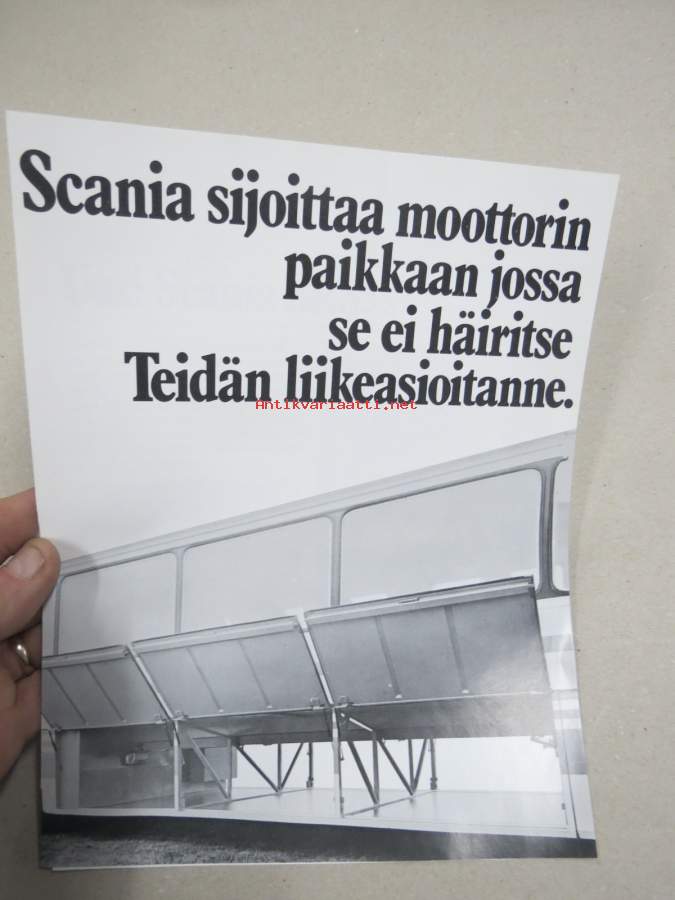 Scania sijoittaa moottorin
paikkaan jossa
se ei häiritse
Teidän liikeasioitanne.
Antikvariaatti.net